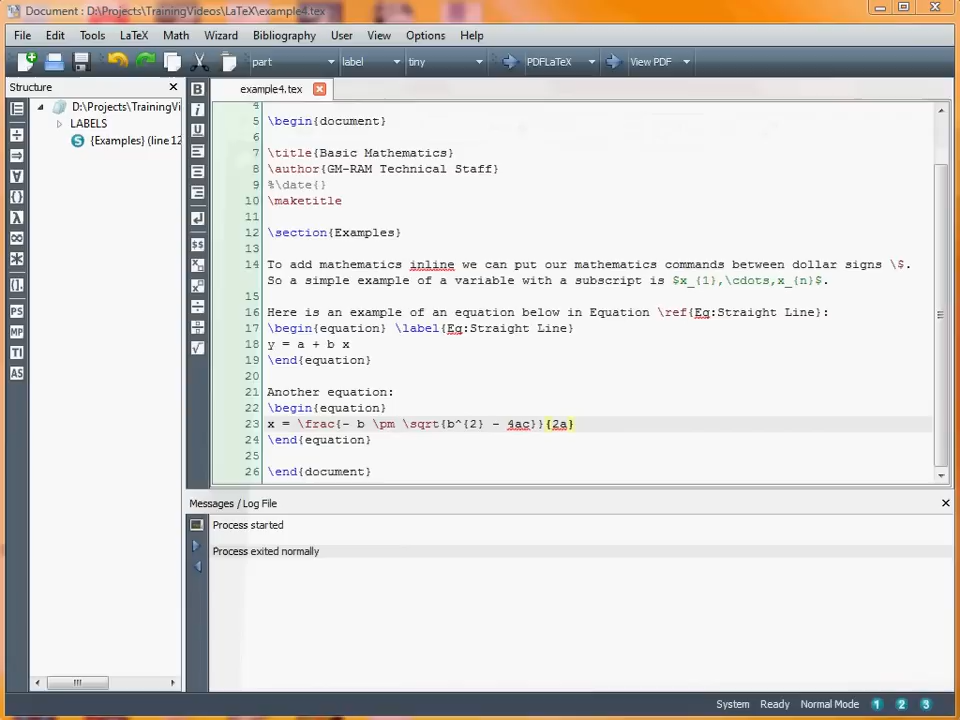 Document : D:\Projects\TrainingVideos\LaTeX\example4.tex
File Edit Tools LaTeX Math Wizard Bibliography User View Options Help
part label tiny PDFLaTeX View PDF
Structure
example4.tex
D:\Projects\TrainingVi
LABELS
{Examples} (line 12
B
i
U
$$
PS
MP
TI
AS
4
5 \begin{document}
6
7 \title{Basic Mathematics}
8 \author{GM-RAM Technical Staff}
9 %\date{}
10 \maketitle
11
12 \section{Examples}
13
14 To add mathematics inline we can put our mathematics commands between dollar signs \$.
So a simple example of a variable with a subscript is $x_{1},\cdots,x_{n}$.
15
16 Here is an example of an equation below in Equation \ref{Eq:Straight Line}:
17 \begin{equation} \label{Eq:Straight Line}
18 y = a + b x
19 \end{equation}
20
21 Another equation:
22 \begin{equation}
23 x = \frac{- b \pm \sqrt{b^{2} - 4ac}}{2a}
24 \end{equation}
25
26 \end{document}
Messages / Log File
Process started
Process exited normally
System Ready Normal Mode 1 2 3